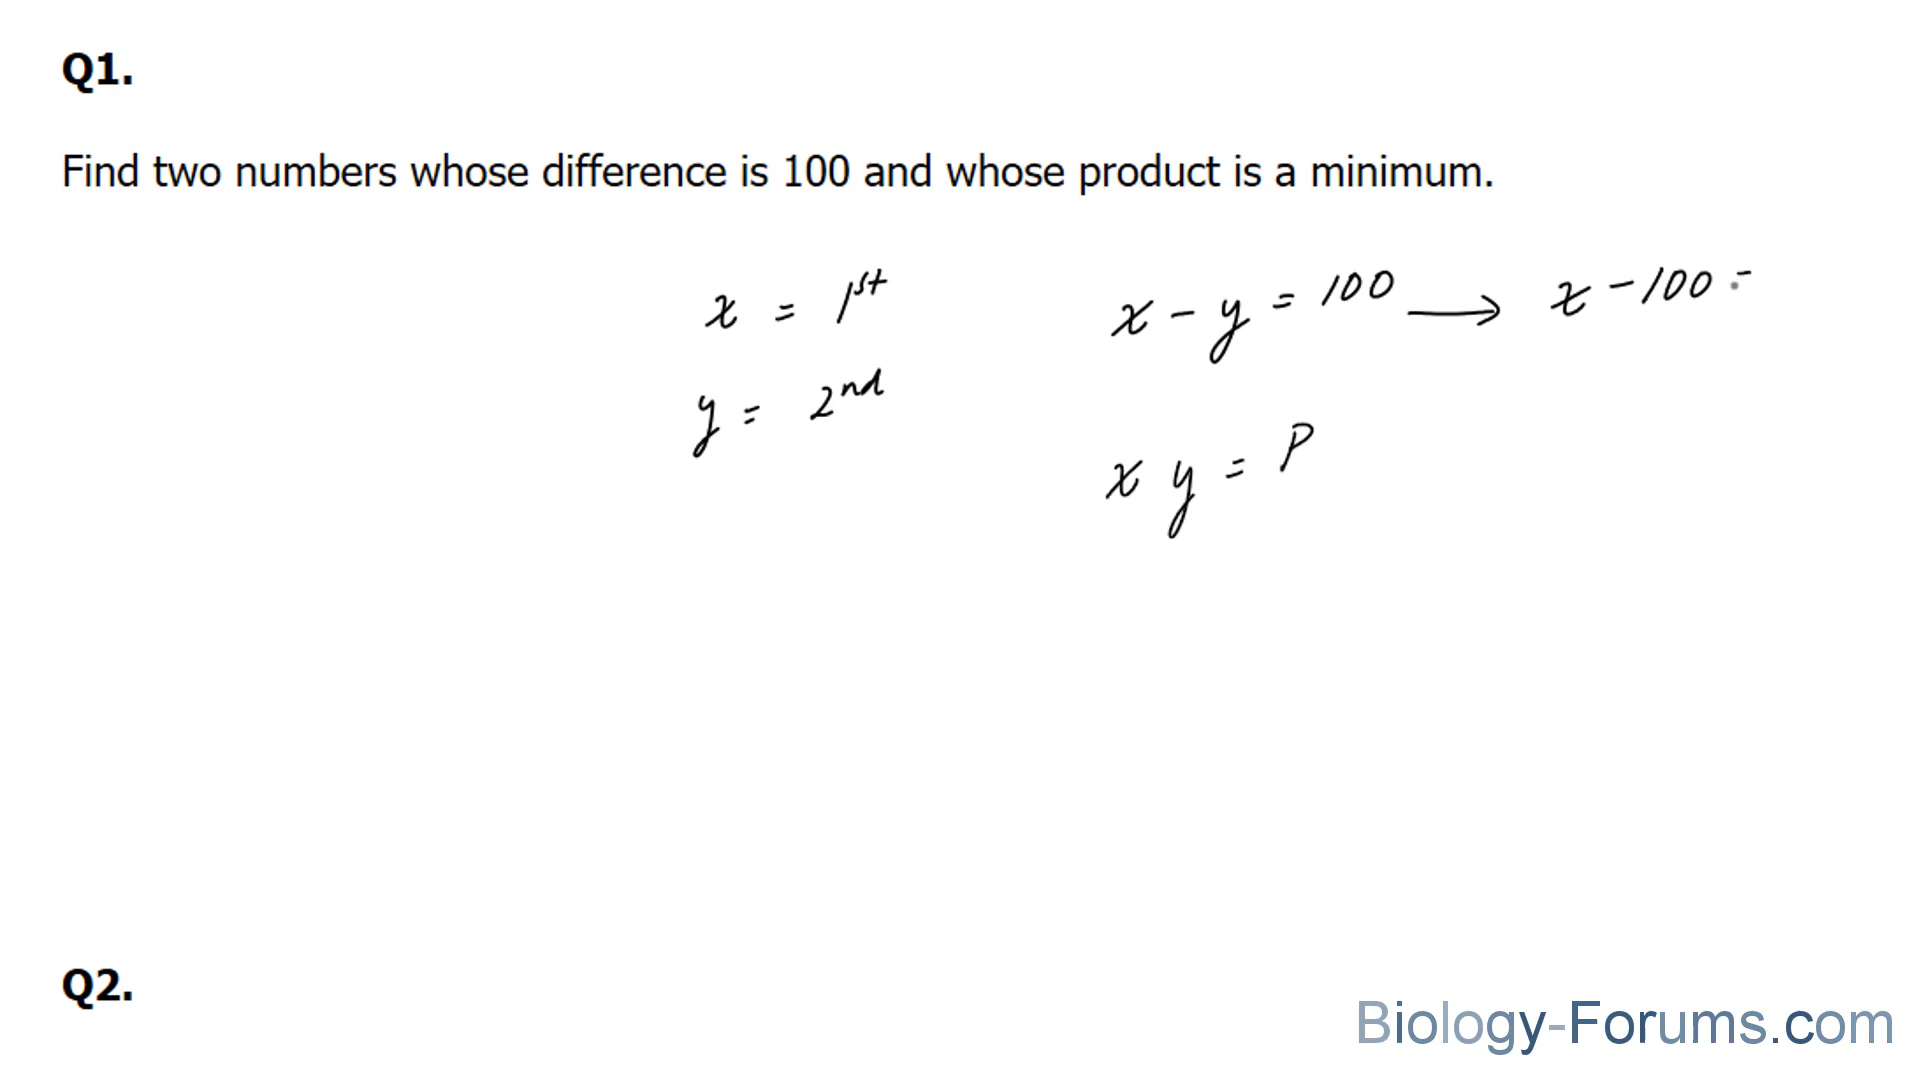 Q1.
Find two numbers whose difference is 100 and whose product is a minimum.
x = 1st
x - y = 100 → x - 100 =
y = 2nd
x y = P
Q2.
Biology-Forums.com